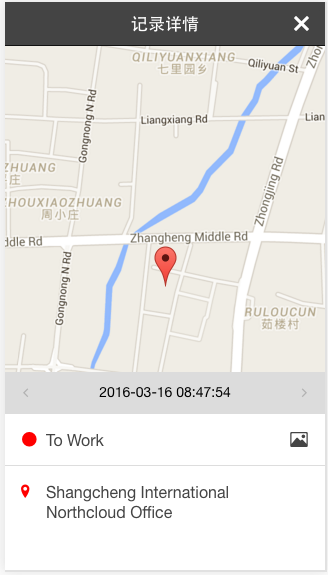 记录详情
QILIYUANXIANG
七里园乡
Qiliyuan St
Gongnong N Rd
Liangxiang Rd
Lian
Zhongjing Rd
ZHUANG
庄
ZHOUXIAOZHUANG
周小庄
ddle Rd
Zhangheng Middle Rd
Gongnong N Rd
RULOUCUN
茹楼村
2016-03-16 08:47:54
To Work
Shangcheng International
Northcloud Office